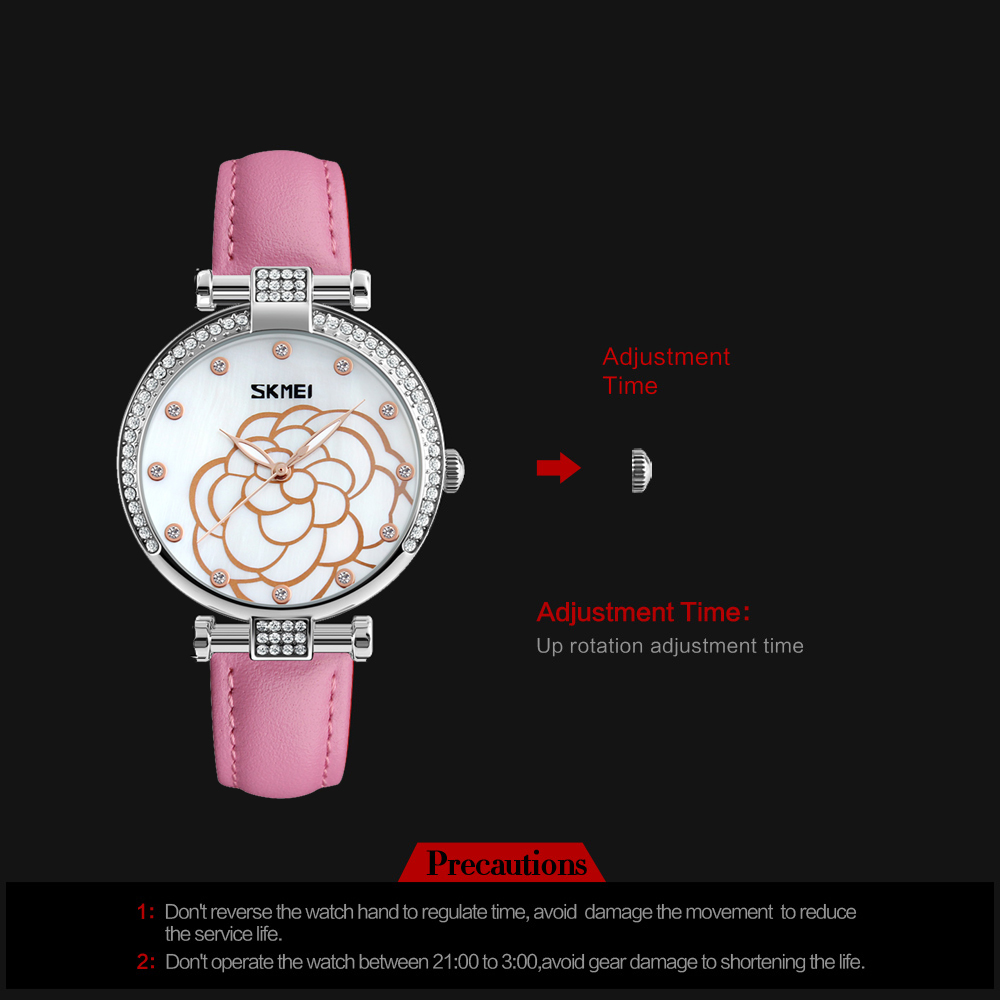 SKMEI
Adjustment
Time
Adjustment Time:
Up rotation adjustment time
Precautions
1: Don't reverse the watch hand to regulate time, avoid damage the movement to reduce
the service life.
2: Don't operate the watch between 21:00 to 3:00,avoid gear damage to shortening the life.